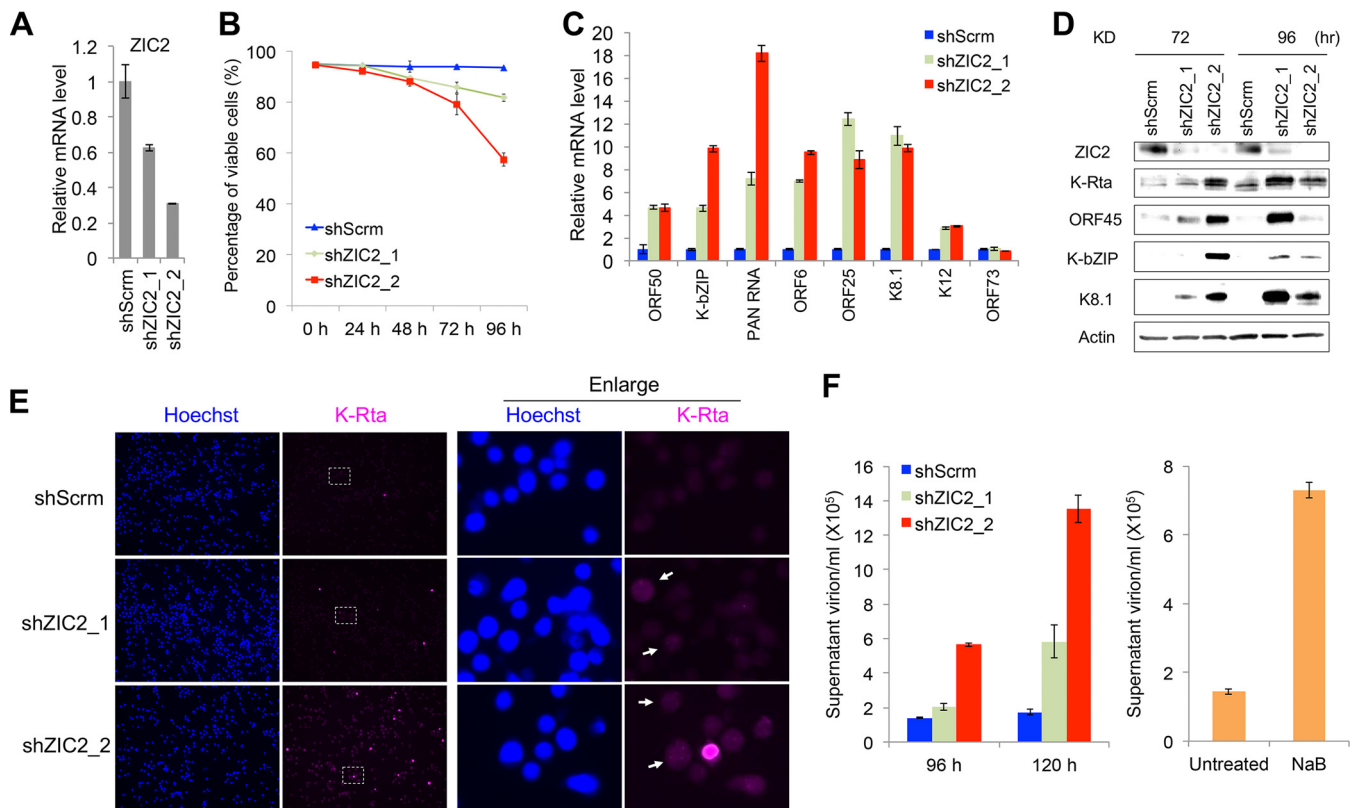 A
ZIC2
Relative mRNA level
1.2
1
0.8
0.6
0.4
0.2
0
shScrm
shZIC2_1
shZIC2_2
B
Percentage of viable cells (%)
100
80
60
40
20
0
shScrm
shZIC2_1
shZIC2_2
0 h
24 h
48 h
72 h
96 h
C
Relative mRNA level
20
18
16
14
12
10
8
6
4
2
0
shScrm
shZIC2_1
shZIC2_2
ORF50
K-bZIP
PAN RNA
ORF6
ORF25
K8.1
K12
ORF73
D
KD 72 96 (hr)
shScrm
shZIC2_1
shZIC2_2
shScrm
shZIC2_1
shZIC2_2
ZIC2
K-Rta
ORF45
K-bZIP
K8.1
Actin
E
Enlarge
Hoechst K-Rta Hoechst K-Rta
shScrm
shZIC2_1
shZIC2_2
F
Supernatant virion/ml (X10⁵)
16
14
12
10
8
6
4
2
0
shScrm
shZIC2_1
shZIC2_2
96 h
120 h
Supernatant virion/ml (X10⁵)
8
6
4
2
0
Untreated
NaB